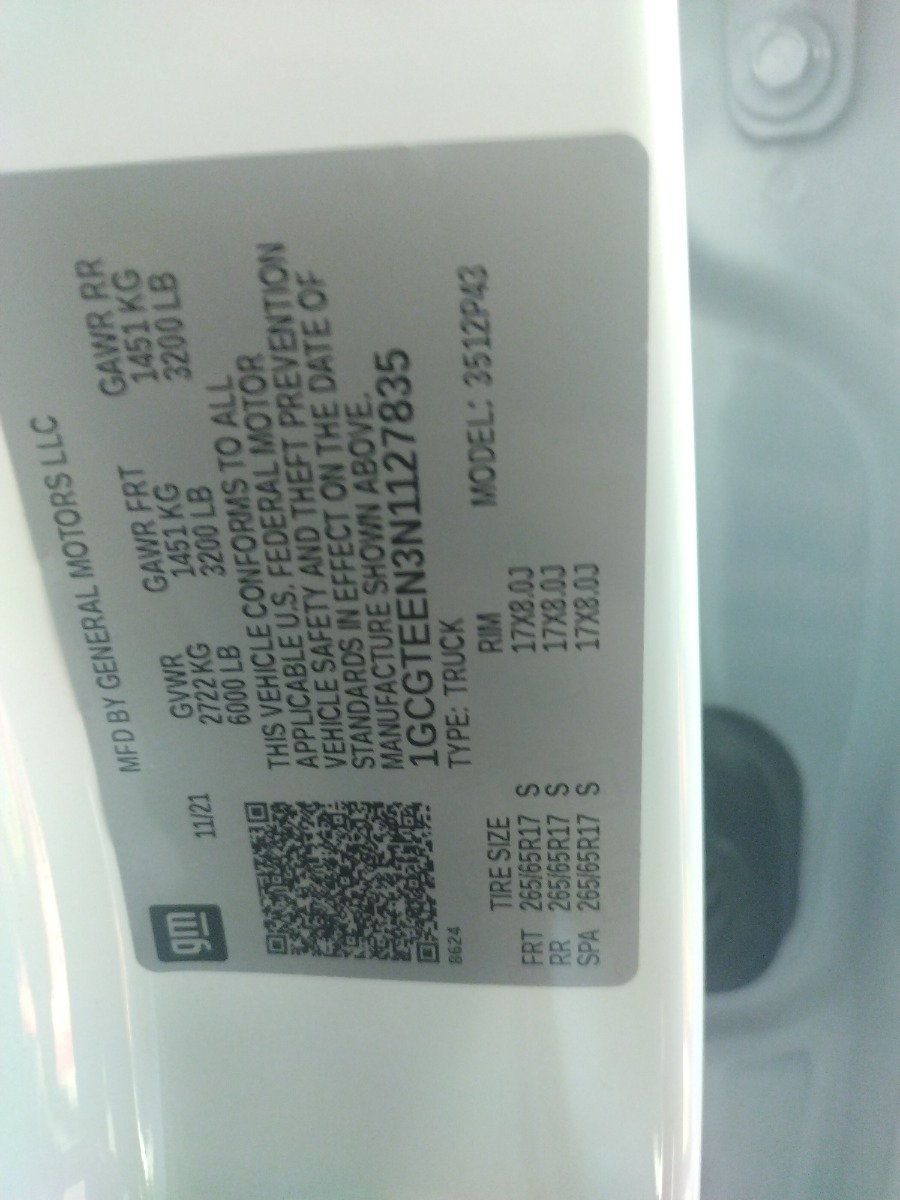 gm
11/21
MFD BY GENERAL MOTORS LLC
GVWR GAWR FRT GAWR RR
2722 KG 1451 KG 1451 KG
6000 LB 3200 LB 3200 LB
THIS VEHICLE CONFORMS TO ALL
APPLICABLE U.S. FEDERAL MOTOR
VEHICLE SAFETY AND THEFT PREVENTION
STANDARDS IN EFFECT ON THE DATE OF
MANUFACTURE SHOWN ABOVE.
1GCGTEEN3N1127835
8624
TYPE: TRUCK MODEL: 3512P43
TIRE SIZE RIM
FRT 265/65R17 S 17X8.0J
RR 265/65R17 S 17X8.0J
SPA 265/65R17 S 17X8.0J